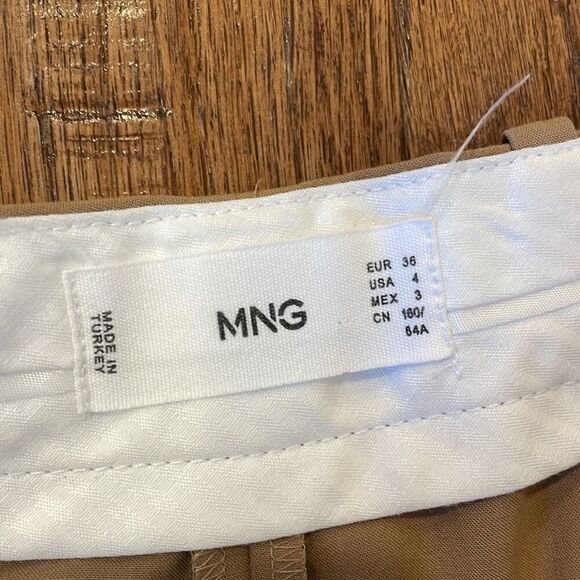 MADE IN
TURKEY
MNG
EUR 36
USA 4
MEX 3
CN 160/
64A